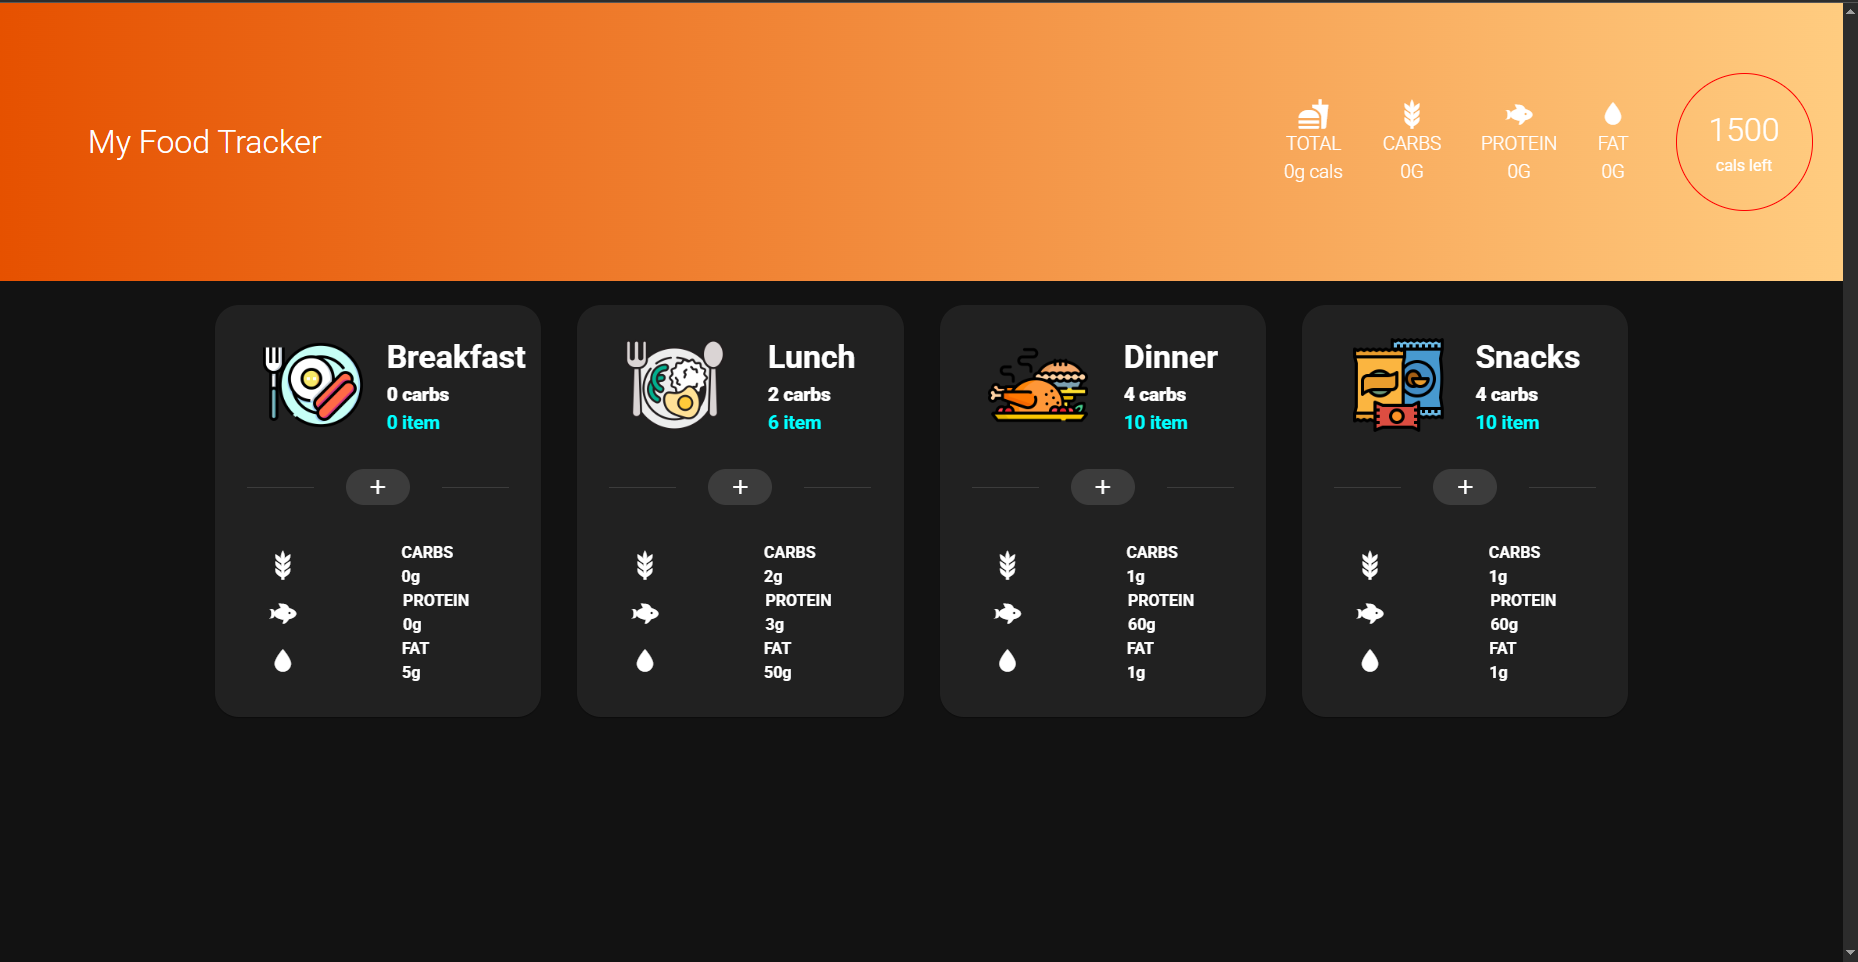 My Food Tracker
TOTAL
0g cals
CARBS
0G
PROTEIN
0G
FAT
0G
1500
cals left
Breakfast
0 carbs
0 item
+
CARBS
0g
PROTEIN
0g
FAT
5g
Lunch
2 carbs
6 item
+
CARBS
2g
PROTEIN
3g
FAT
50g
Dinner
4 carbs
10 item
+
CARBS
1g
PROTEIN
60g
FAT
1g
Snacks
4 carbs
10 item
+
CARBS
1g
PROTEIN
60g
FAT
1g